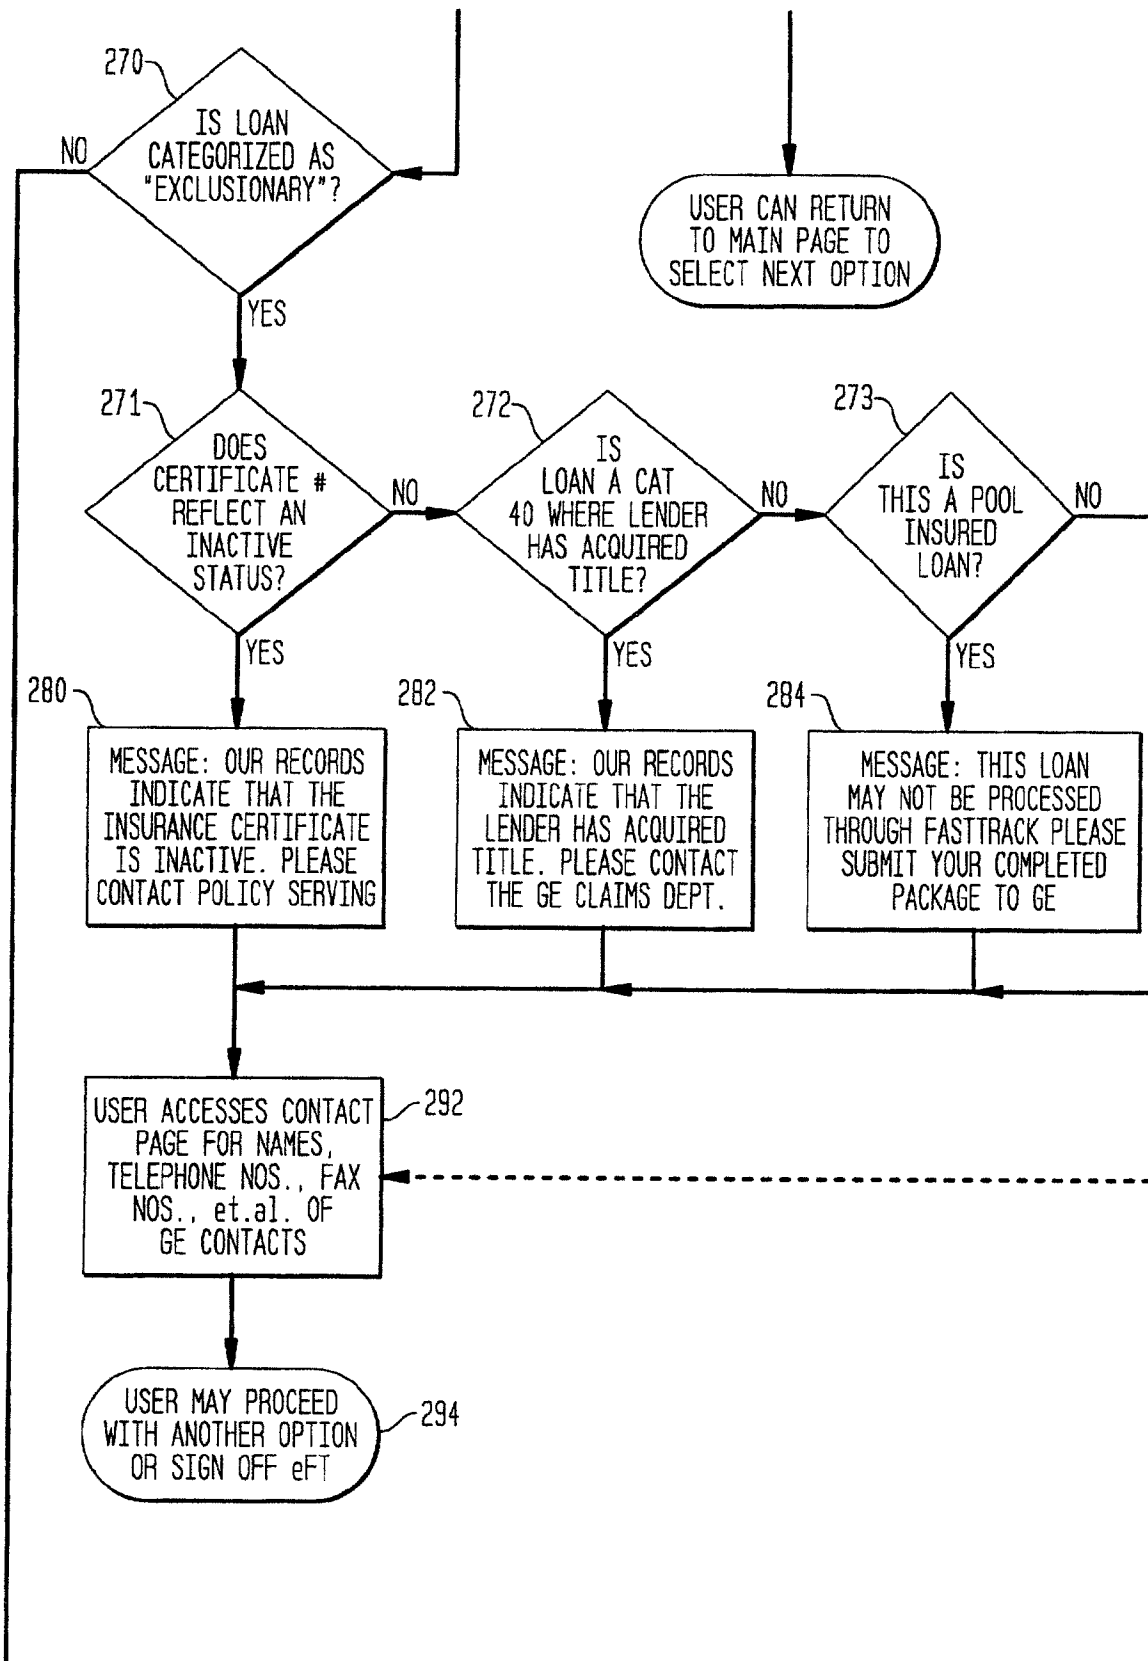 270
IS LOAN
CATEGORIZED AS
"EXCLUSIONARY"?
NO
YES
USER CAN RETURN
TO MAIN PAGE TO
SELECT NEXT OPTION
271
DOES
CERTIFICATE #
REFLECT AN
INACTIVE
STATUS?
NO
YES
272
IS
LOAN A CAT
40 WHERE LENDER
HAS ACQUIRED
TITLE?
NO
YES
273
IS
THIS A POOL
INSURED
LOAN?
NO
YES
280
MESSAGE: OUR RECORDS
INDICATE THAT THE
INSURANCE CERTIFICATE
IS INACTIVE. PLEASE
CONTACT POLICY SERVING
282
MESSAGE: OUR RECORDS
INDICATE THAT THE
LENDER HAS ACQUIRED
TITLE. PLEASE CONTACT
THE GE CLAIMS DEPT.
284
MESSAGE: THIS LOAN
MAY NOT BE PROCESSED
THROUGH FASTTRACK PLEASE
SUBMIT YOUR COMPLETED
PACKAGE TO GE
292
USER ACCESSES CONTACT
PAGE FOR NAMES,
TELEPHONE NOS., FAX
NOS., et.al. OF
GE CONTACTS
USER MAY PROCEED
WITH ANOTHER OPTION
OR SIGN OFF eFT
294